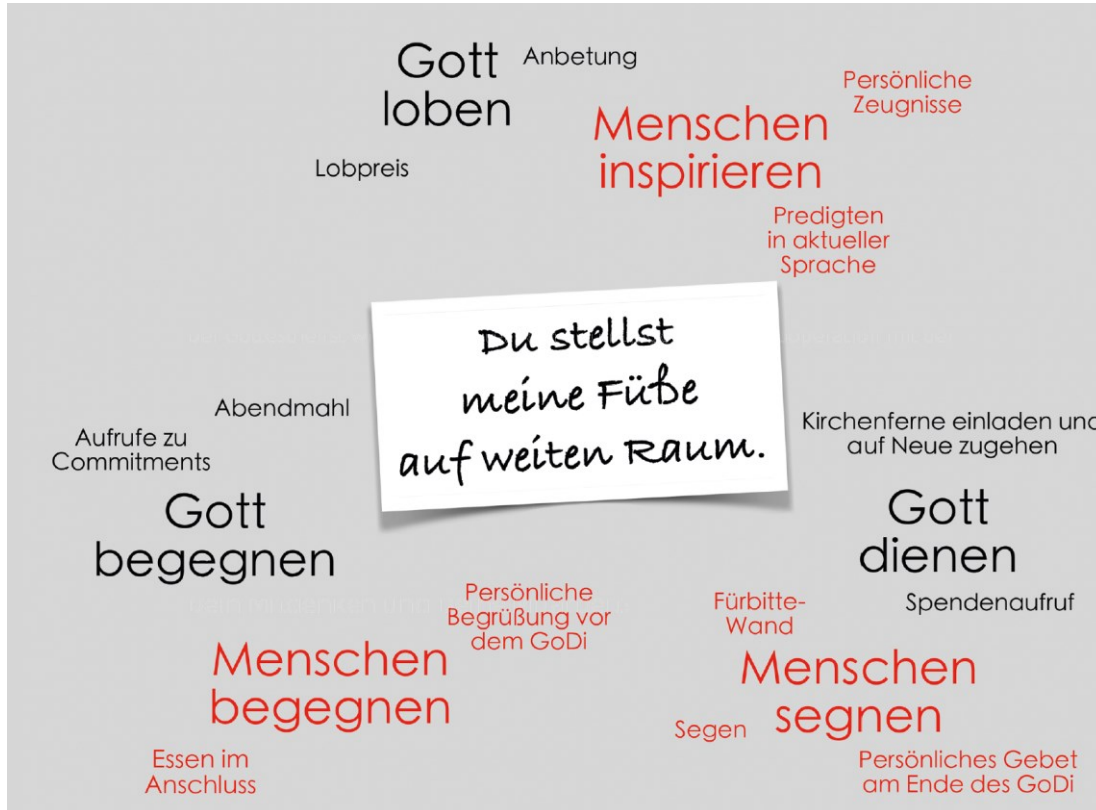 Gott
loben
Anbetung
Lobpreis
Menschen
inspirieren
Persönliche
Zeugnisse
Predigten
in aktueller
Sprache
Du stellst
meine Füße
auf weiten Raum.
Abendmahl
Aufrufe zu
Commitments
Gott
begegnen
Kirchenferne einladen und
auf Neue zugehen
Gott
dienen
Spendenaufruf
Persönliche
Begrüßung vor
dem GoDi
Menschen
begegnen
Essen im
Anschluss
Fürbitte-
Wand
Menschen
segnen
Segen
Persönliches Gebet
am Ende des GoDi